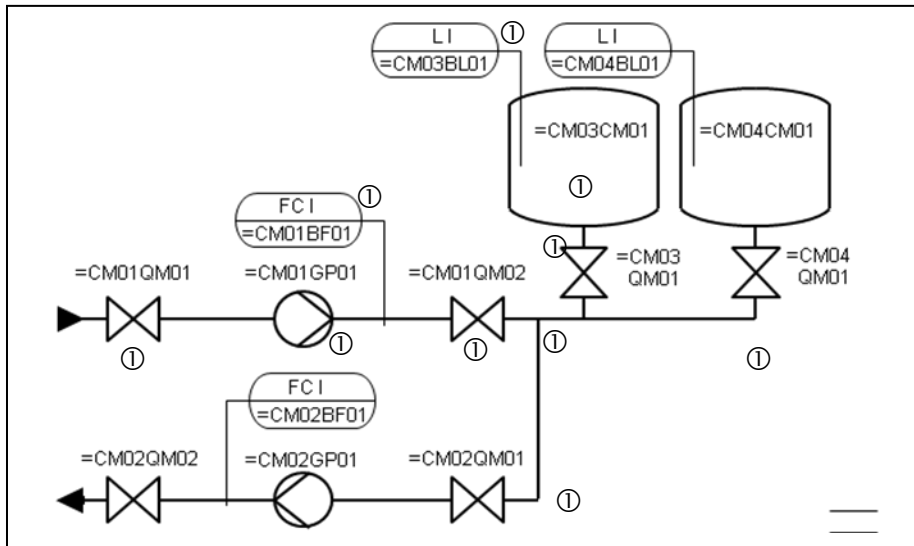 LI
=CM03BL01
①
LI
=CM04BL01
=CM03CM01
=CM04CM01
①
①
FCI
=CM01BF01
①
=CM03
QM01
=CM04
QM01
=CM01QM01
=CM01GP01
=CM01QM02
①
①
①
①
①
FCI
=CM02BF01
=CM02QM02
=CM02GP01
=CM02QM01
①